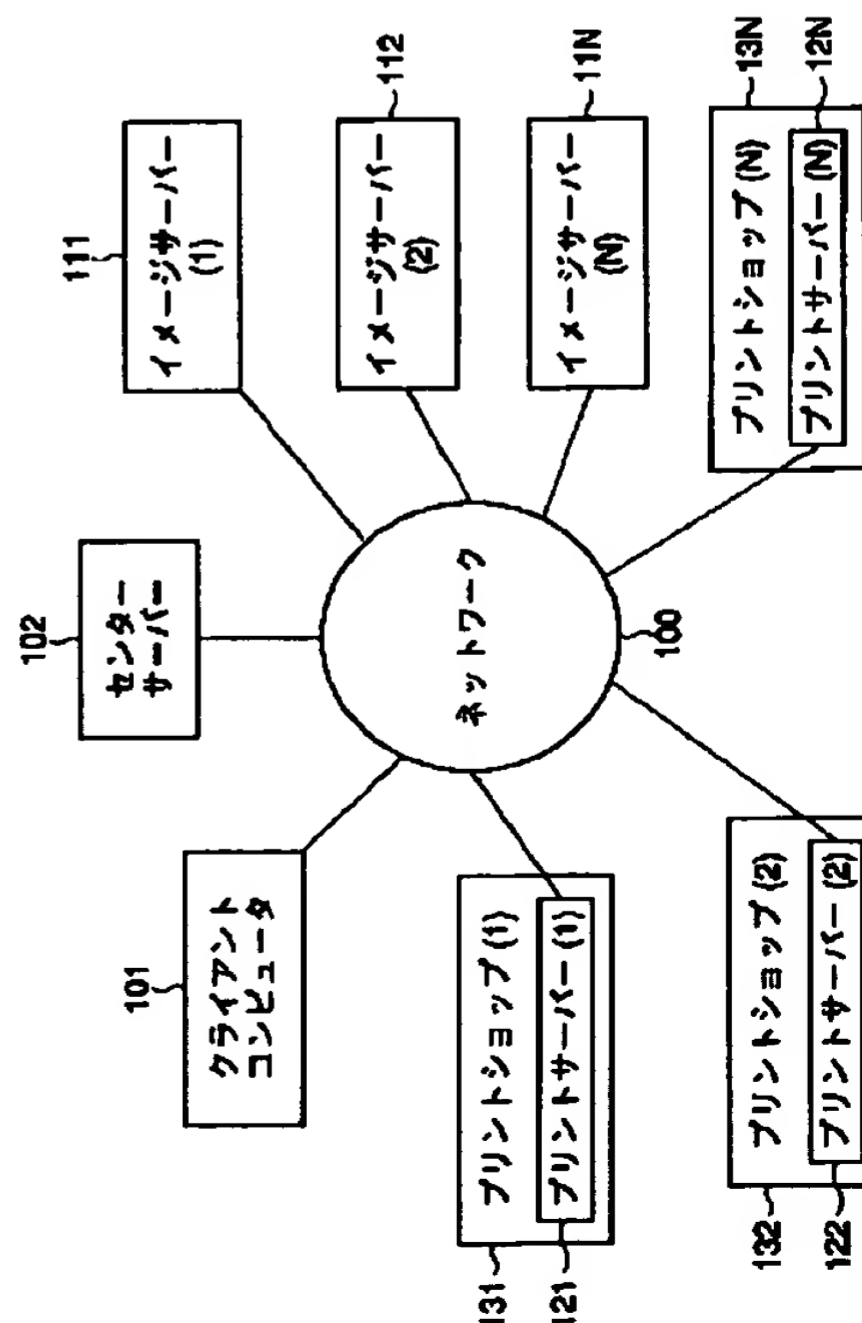 102
センター
サーバー
101
クライアント
コンピュータ
111
イメージサーバー
(1)
112
イメージサーバー
(2)
11N
イメージサーバー
(N)
ネットワーク
100
131
プリントショップ(1)
121
プリントサーバー(1)
132
プリントショップ(2)
122
プリントサーバー(2)
13N
プリントショップ(N)
12N
プリントサーバー(N)